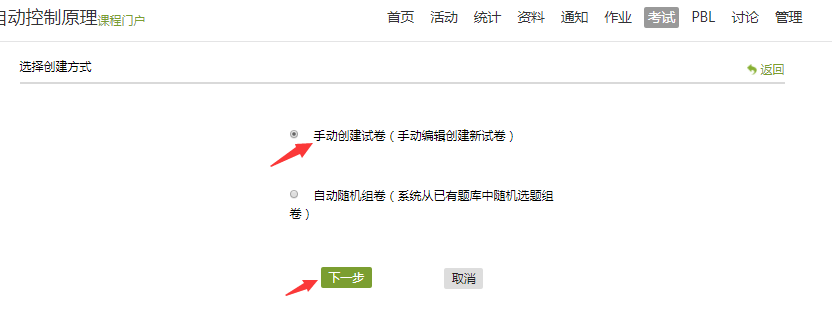 自动控制原理课程门户
首页 活动 统计 资料 通知 作业 考试 PBL 讨论 管理
选择创建方式
返回
手动创建试卷（手动编辑创建新试卷）
自动随机组卷（系统从已有题库中随机选题组
卷）
下一步 取消